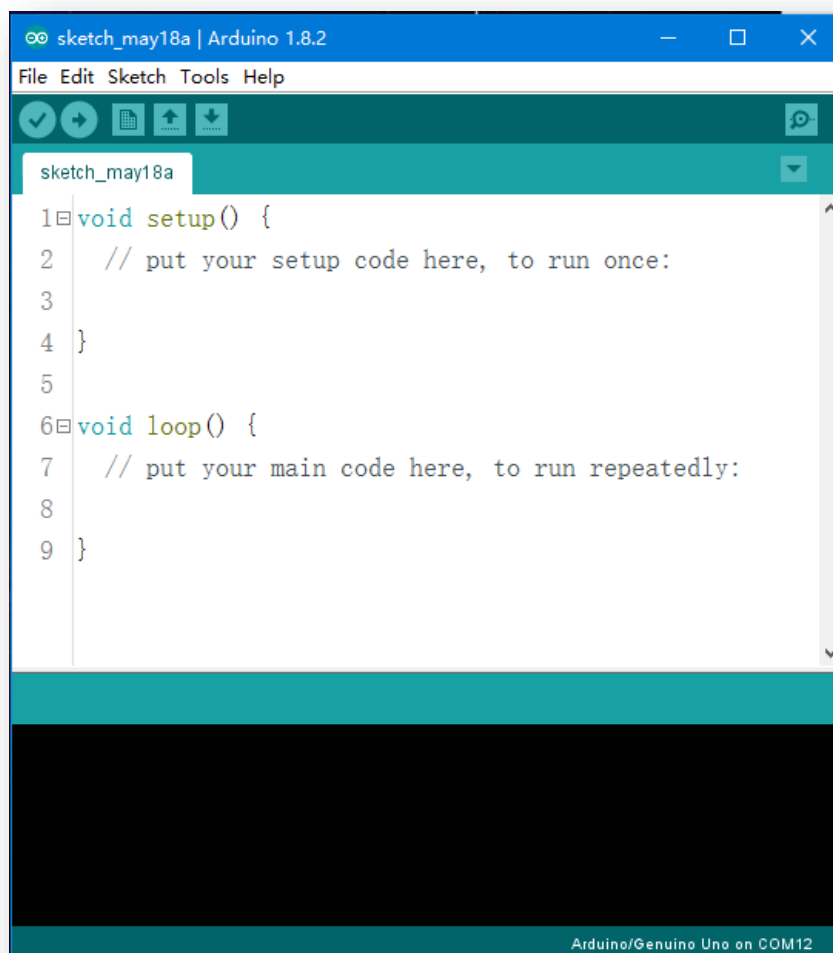 sketch_may18a | Arduino 1.8.2
File Edit Sketch Tools Help
sketch_may18a
1 void setup() {
2 // put your setup code here, to run once:
3
4 }
5
6 void loop() {
7 // put your main code here, to run repeatedly:
8
9 }
Arduino/Genuino Uno on COM12